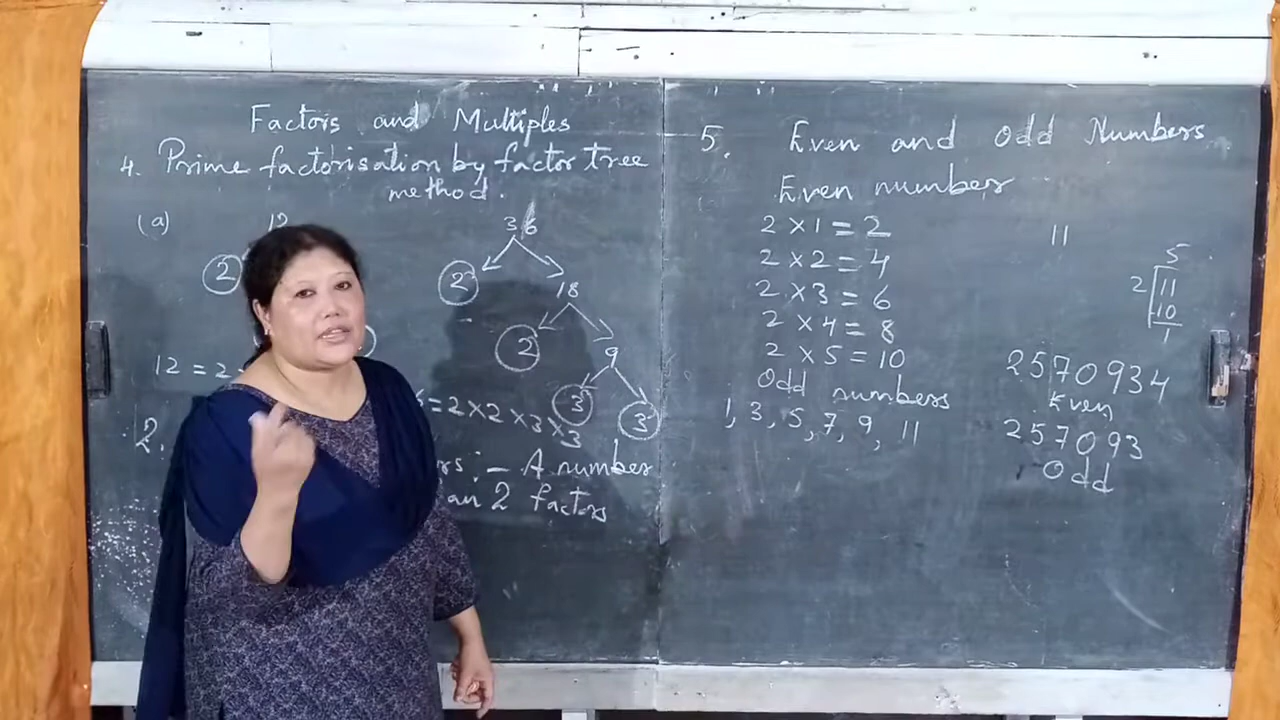 Factors and Multiples
4. Prime factorisation by factor tree
method.
(a) 12
2
36
2
18
2
9
3
3
12 = 2
= 2 × 2 × 3 × 3
2.
- A number
2 factors
5. Even and Odd Numbers
Even number
2 × 1 = 2
2 × 2 = 4
2 × 3 = 6
2 × 4 = 8
2 × 5 = 10
Odd numbers
1, 3, 5, 7, 9, 11
11
5
2 11
10
1
2570934
Even
257093
Odd